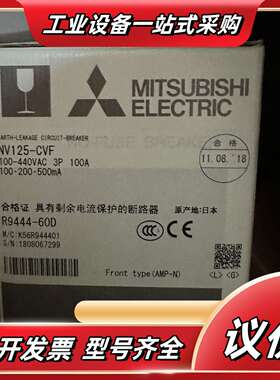 工业设备一站式采购
MITSUBISHI
ELECTRIC
EARTH-LEAKAGE CIRCUIT-BREAKER
NV125-CVF
100-440VAC 3P 100A
100-200-500mA
合格
11.08.'18
合格证 具有剩余电流保护的断路器 原产地:日本
R9444-60D
M/C:K56R944401
S/N:1808067299
CCC
Front type(AMP-N)
<L> <G>
开发票 型号齐全 议价